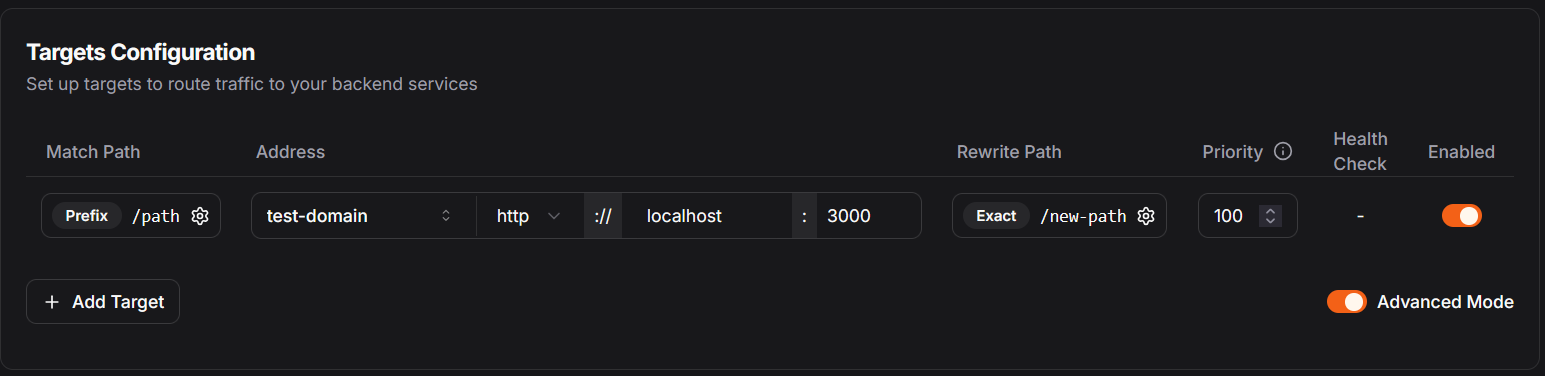 Targets Configuration
Set up targets to route traffic to your backend services
Match Path Address Rewrite Path Priority Health Check Enabled
Prefix /path test-domain http :// localhost : 3000 Exact /new-path 100 - 
+ Add Target Advanced Mode